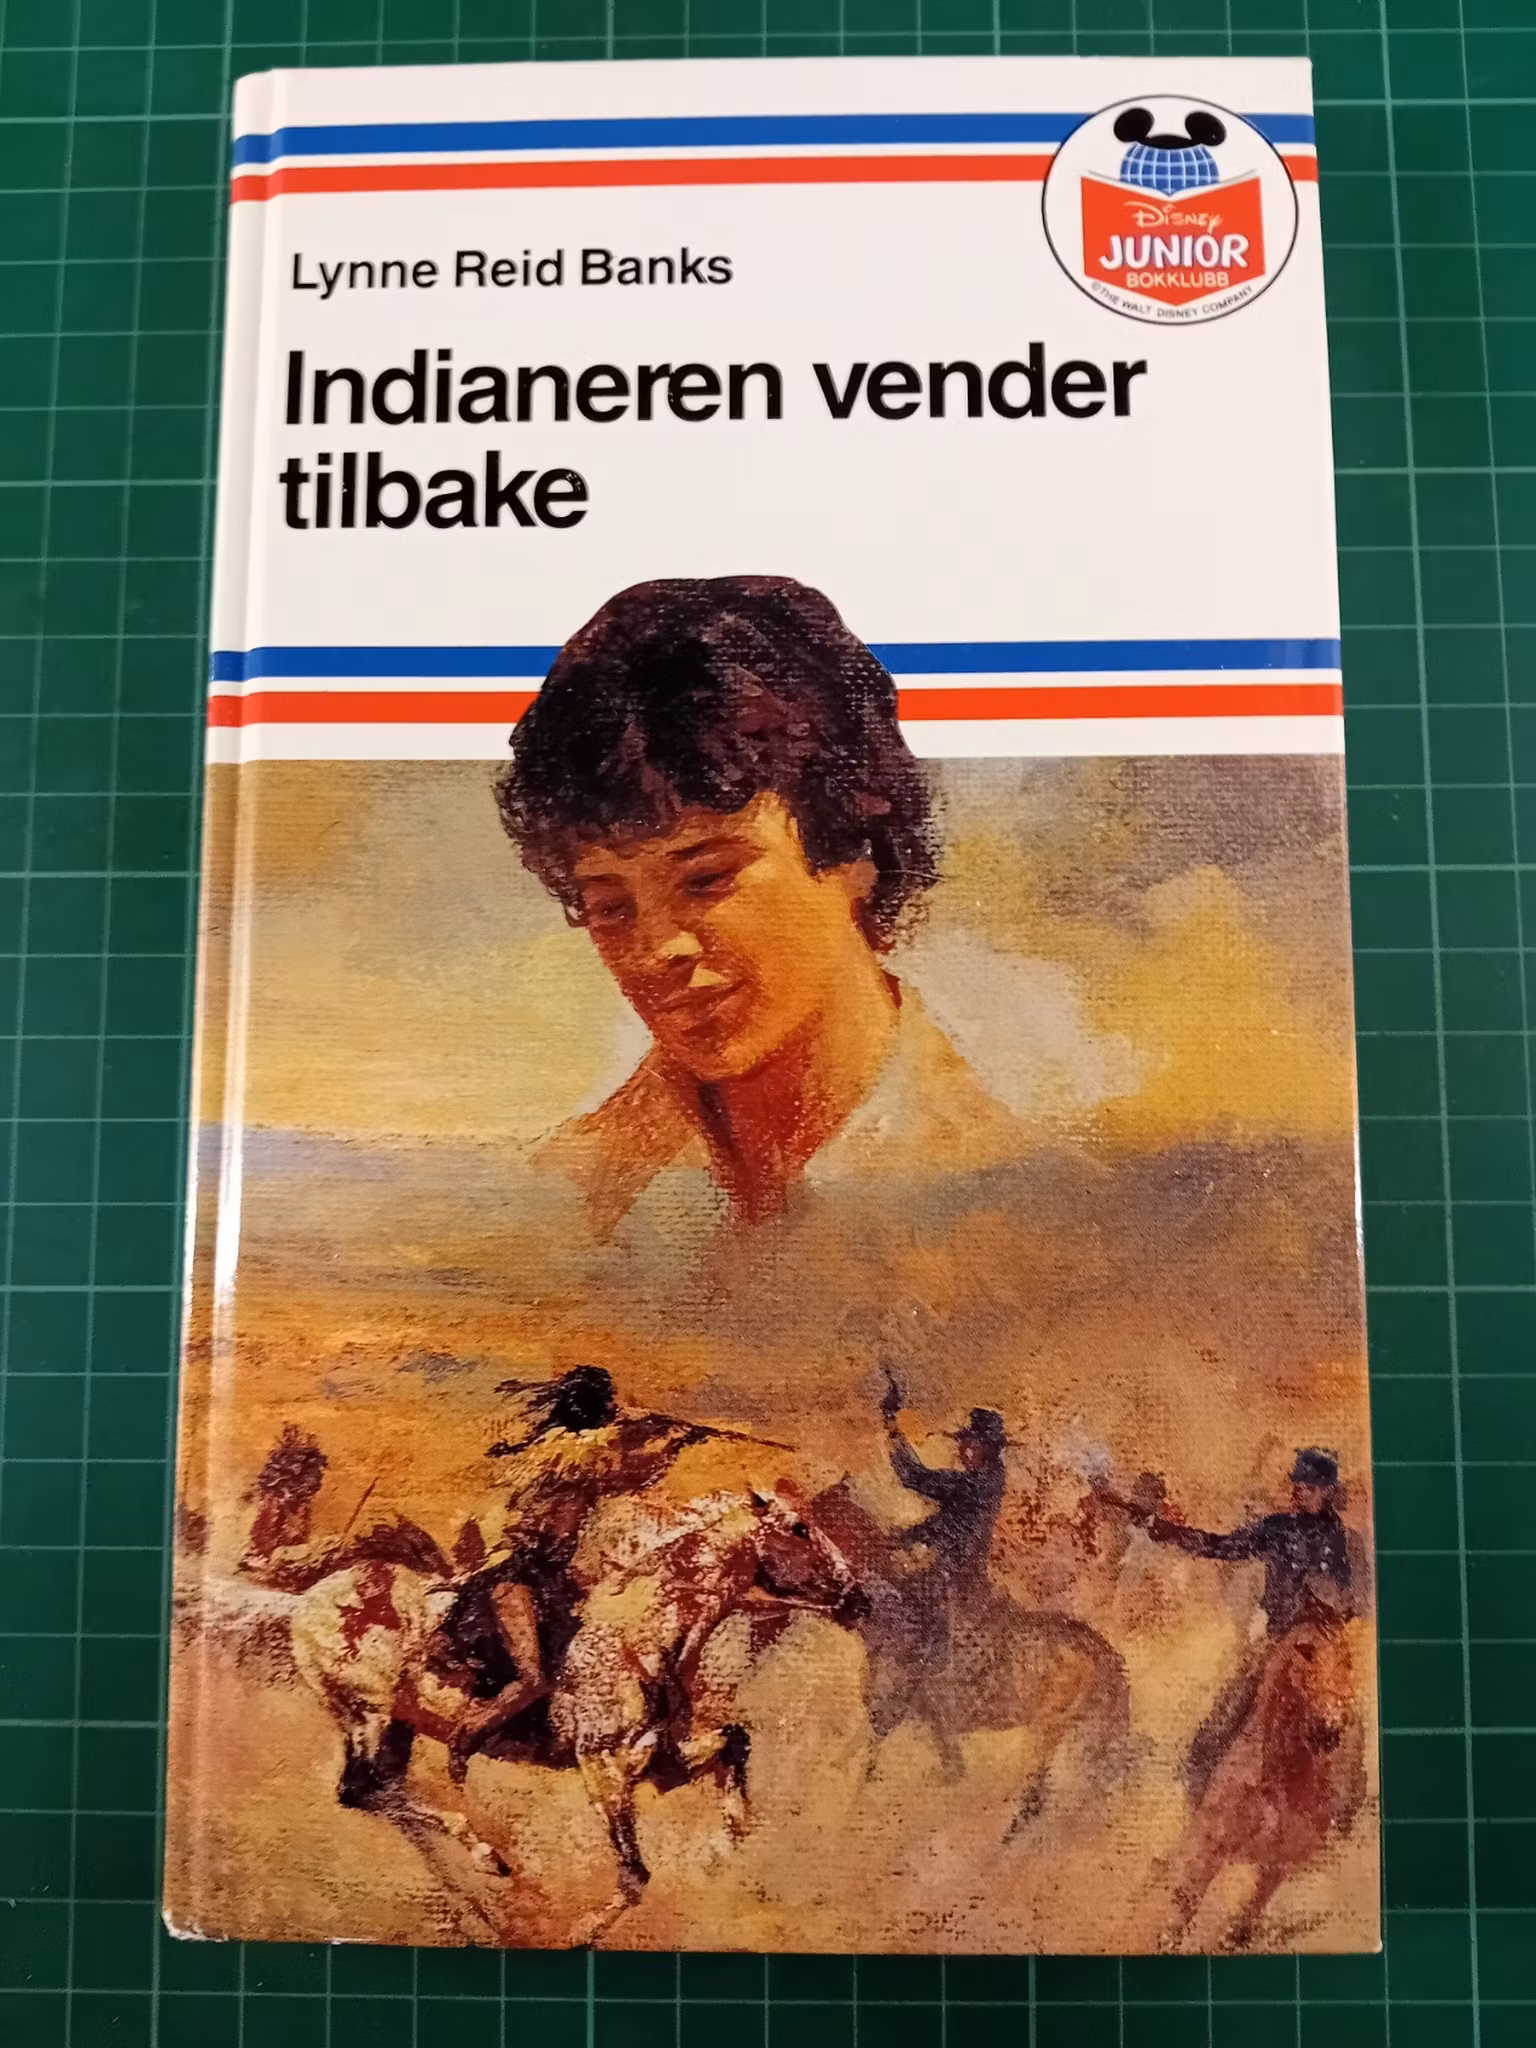 Disney
JUNIOR
BOKKLUBB
©THE WALT DISNEY COMPANY
Lynne Reid Banks
Indianeren vender
tilbake